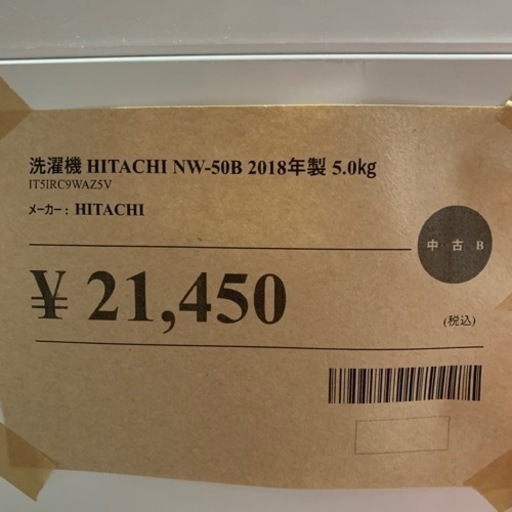 洗濯機 HITACHI NW-50B 2018年製 5.0kg
IT5IRC9WAZ5V
メーカー： HITACHI
中 古 B
¥ 21,450
(税込)